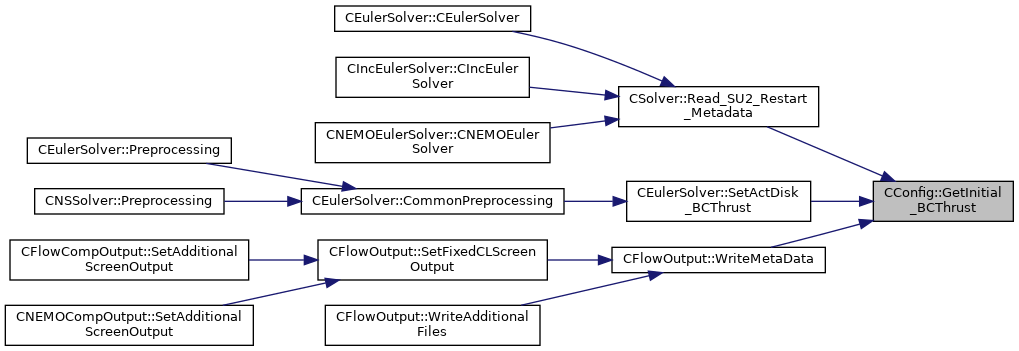 CEulerSolver::CEulerSolver
CIncEulerSolver::CIncEuler
Solver
CNEMOEulerSolver::CNEMOEuler
Solver
CSolver::Read_SU2_Restart
_Metadata
CEulerSolver::Preprocessing
CNSSolver::Preprocessing
CEulerSolver::CommonPreprocessing
CEulerSolver::SetActDisk
_BCThrust
CConfig::GetInitial
_BCThrust
CFlowCompOutput::SetAdditional
ScreenOutput
CFlowOutput::SetFixedCLScreen
Output
CFlowOutput::WriteMetaData
CNEMOCompOutput::SetAdditional
ScreenOutput
CFlowOutput::WriteAdditional
Files